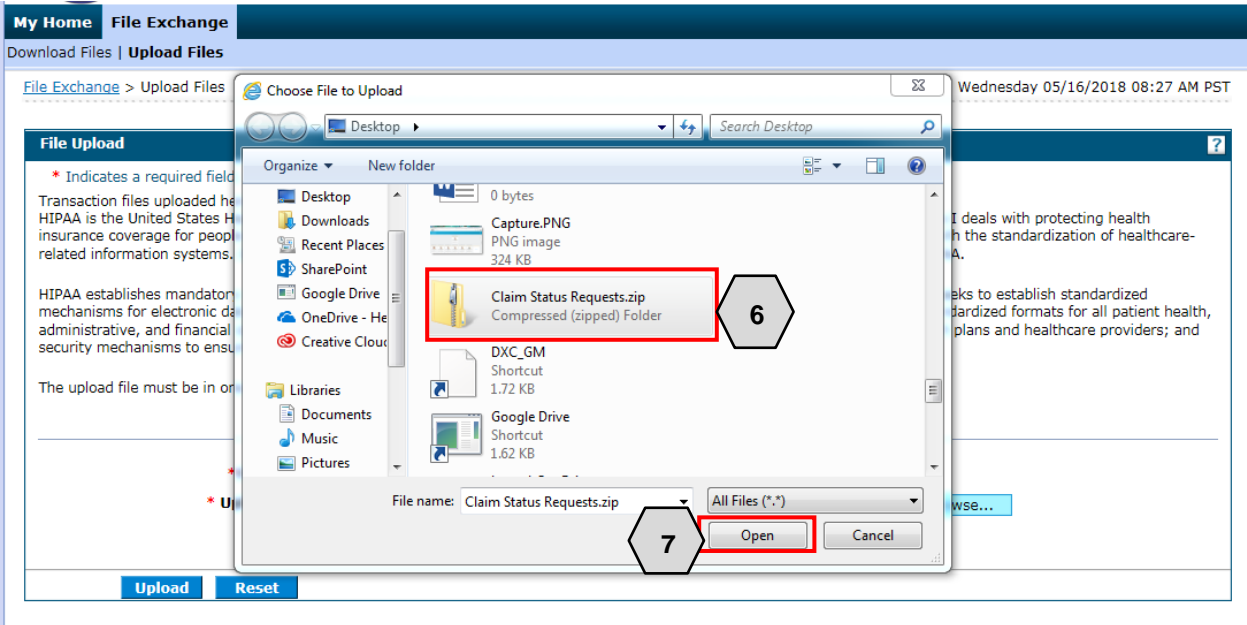 My Home File Exchange
Download Files | Upload Files
File Exchange > Upload Files
Wednesday 05/16/2018 08:27 AM PST
Choose File to Upload
Desktop
Search Desktop
Organize New folder
File Upload
?
* Indicates a required field
Transaction files uploaded he
HIPAA is the United States H
I deals with protecting health
insurance coverage for peopl
h the standardization of healthcare-
related information systems.
A.
HIPAA establishes mandator
eks to establish standardized
mechanisms for electronic da
dardized formats for all patient health,
administrative, and financial
plans and healthcare providers; and
security mechanisms to ensu
The upload file must be in or
Desktop
Downloads
Recent Places
SharePoint
Google Drive
OneDrive - He
Creative Cloud
Libraries
Documents
Music
Pictures
0 bytes
Capture.PNG
PNG image
324 KB
Claim Status Requests.zip
Compressed (zipped) Folder
6
DXC_GM
Shortcut
1.72 KB
Google Drive
Shortcut
1.62 KB
*
* Up
File name: Claim Status Requests.zip All Files (*.*)
wse...
7
Open Cancel
Upload Reset